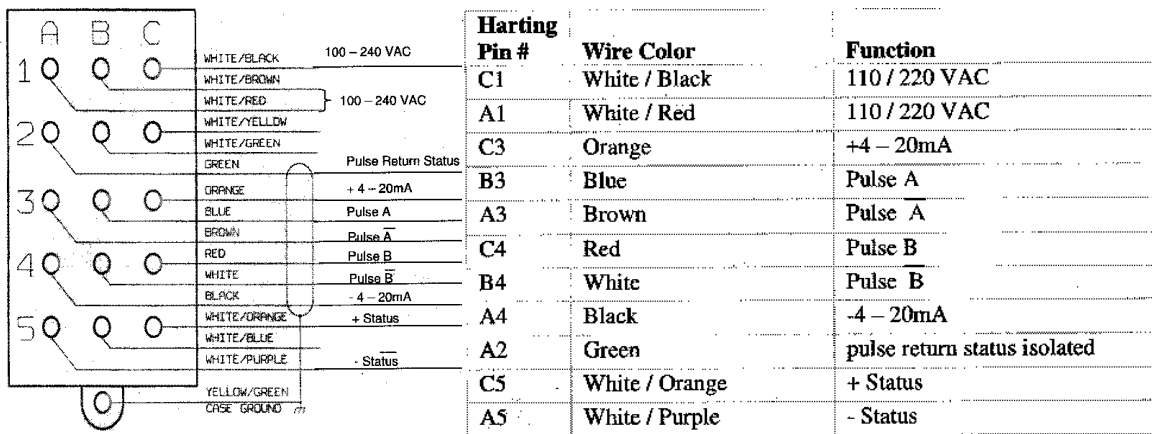 A B C
1
2
3
4
5
WHITE/BLACK 100 – 240 VAC
WHITE/BROWN
WHITE/RED 100 – 240 VAC
WHITE/YELLOW
WHITE/GREEN
GREEN Pulse Return Status
ORANGE + 4 – 20mA
BLUE Pulse A
BROWN Pulse A̅
RED Pulse B
WHITE Pulse B̅
BLACK - 4 – 20mA
WHITE/ORANGE + Status
WHITE/BLUE
WHITE/PURPLE - Status
YELLOW/GREEN
CASE GROUND
Harting
Pin # Wire Color Function
C1 White / Black 110 / 220 VAC
A1 White / Red 110 / 220 VAC
C3 Orange +4 – 20mA
B3 Blue Pulse A
A3 Brown Pulse A̅
C4 Red Pulse B
B4 White Pulse B̅
A4 Black -4 – 20mA
A2 Green pulse return status isolated
C5 White / Orange + Status
A5 White / Purple - Status